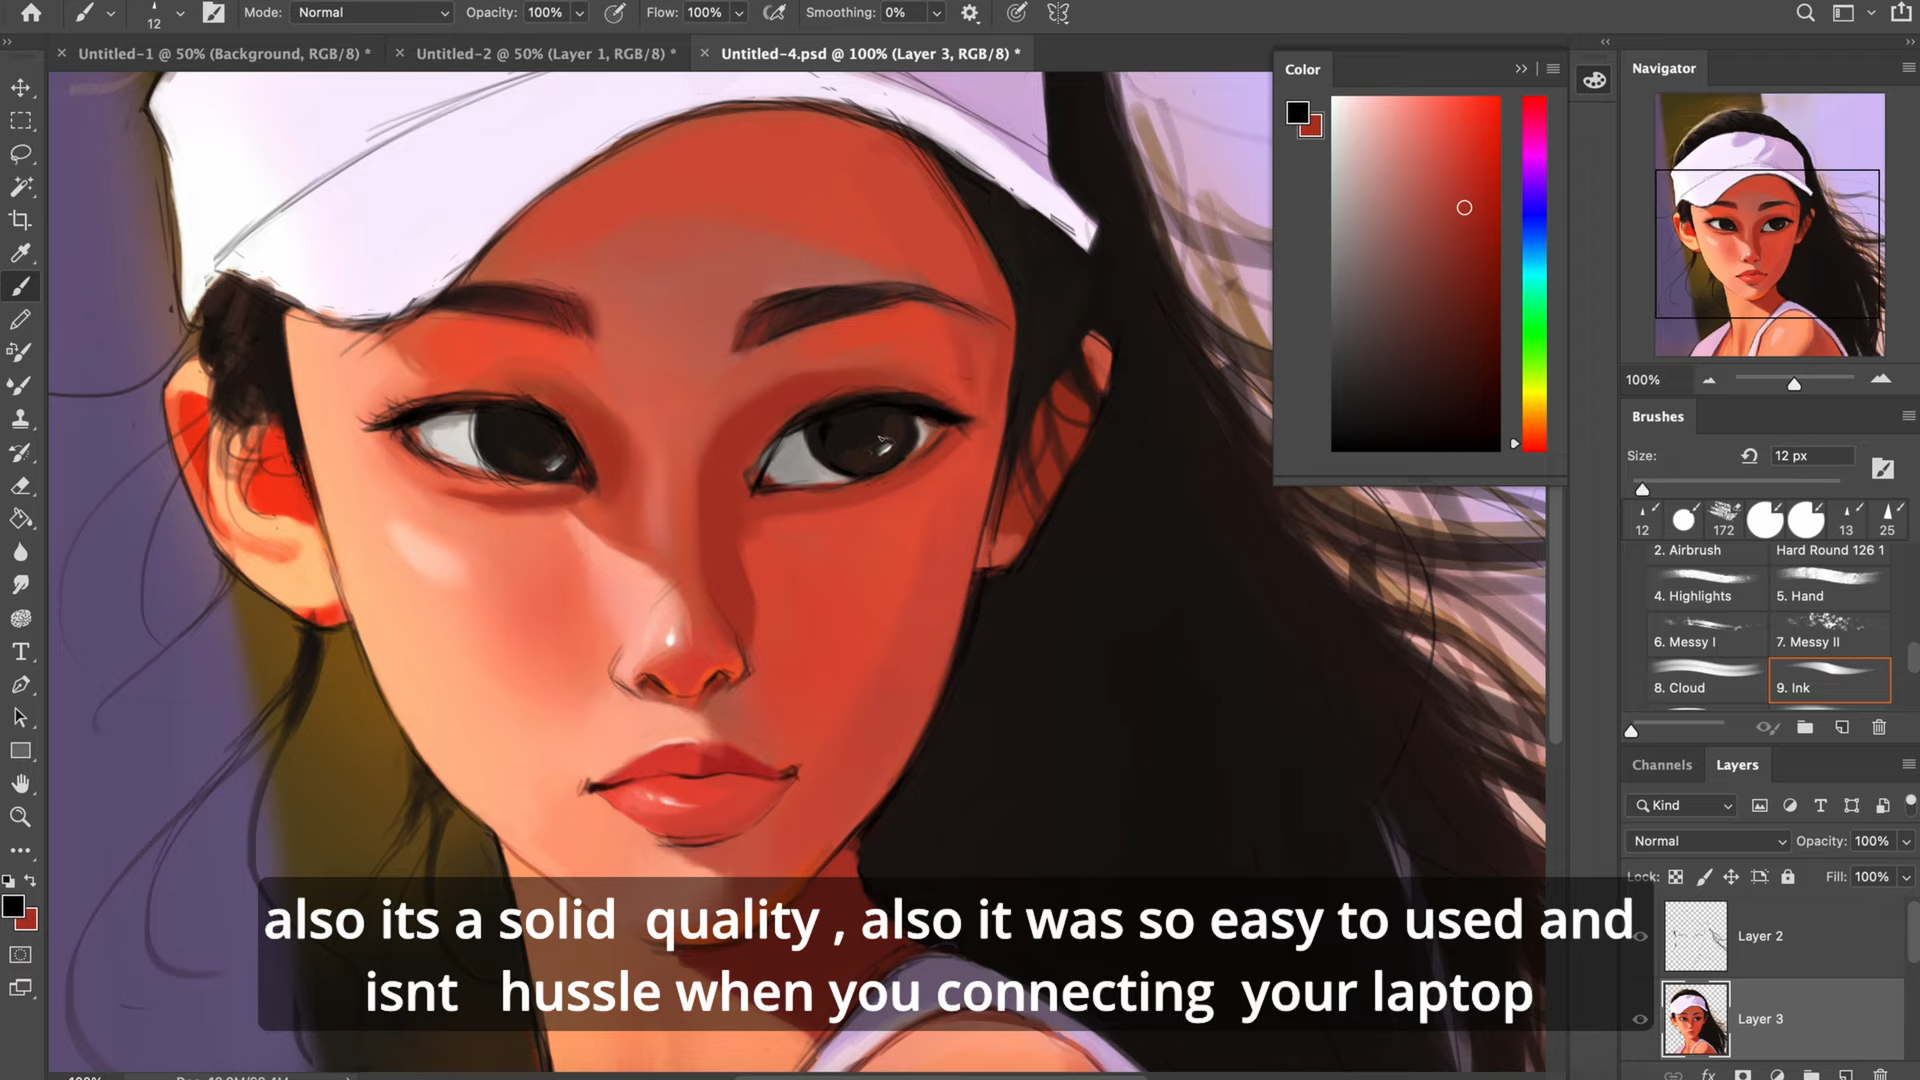 12
Mode: Normal
Opacity: 100%
Flow: 100%
Smoothing: 0%
Untitled-1 @ 50% (Background, RGB/8) *
Untitled-2 @ 50% (Layer 1, RGB/8) *
Untitled-4.psd @ 100% (Layer 3, RGB/8) *
Color
Navigator
100%
Brushes
Size:
12 px
12
172
13
25
2. Airbrush
Hard Round 126 1
4. Highlights
5. Hand
6. Messy I
7. Messy II
8. Cloud
9. Ink
Channels
Layers
Kind
Normal
Opacity: 100%
Lock:
Fill: 100%
also its a solid quality , also it was so easy to used and
isnt hussle when you connecting your laptop
Layer 2
Layer 3
fx